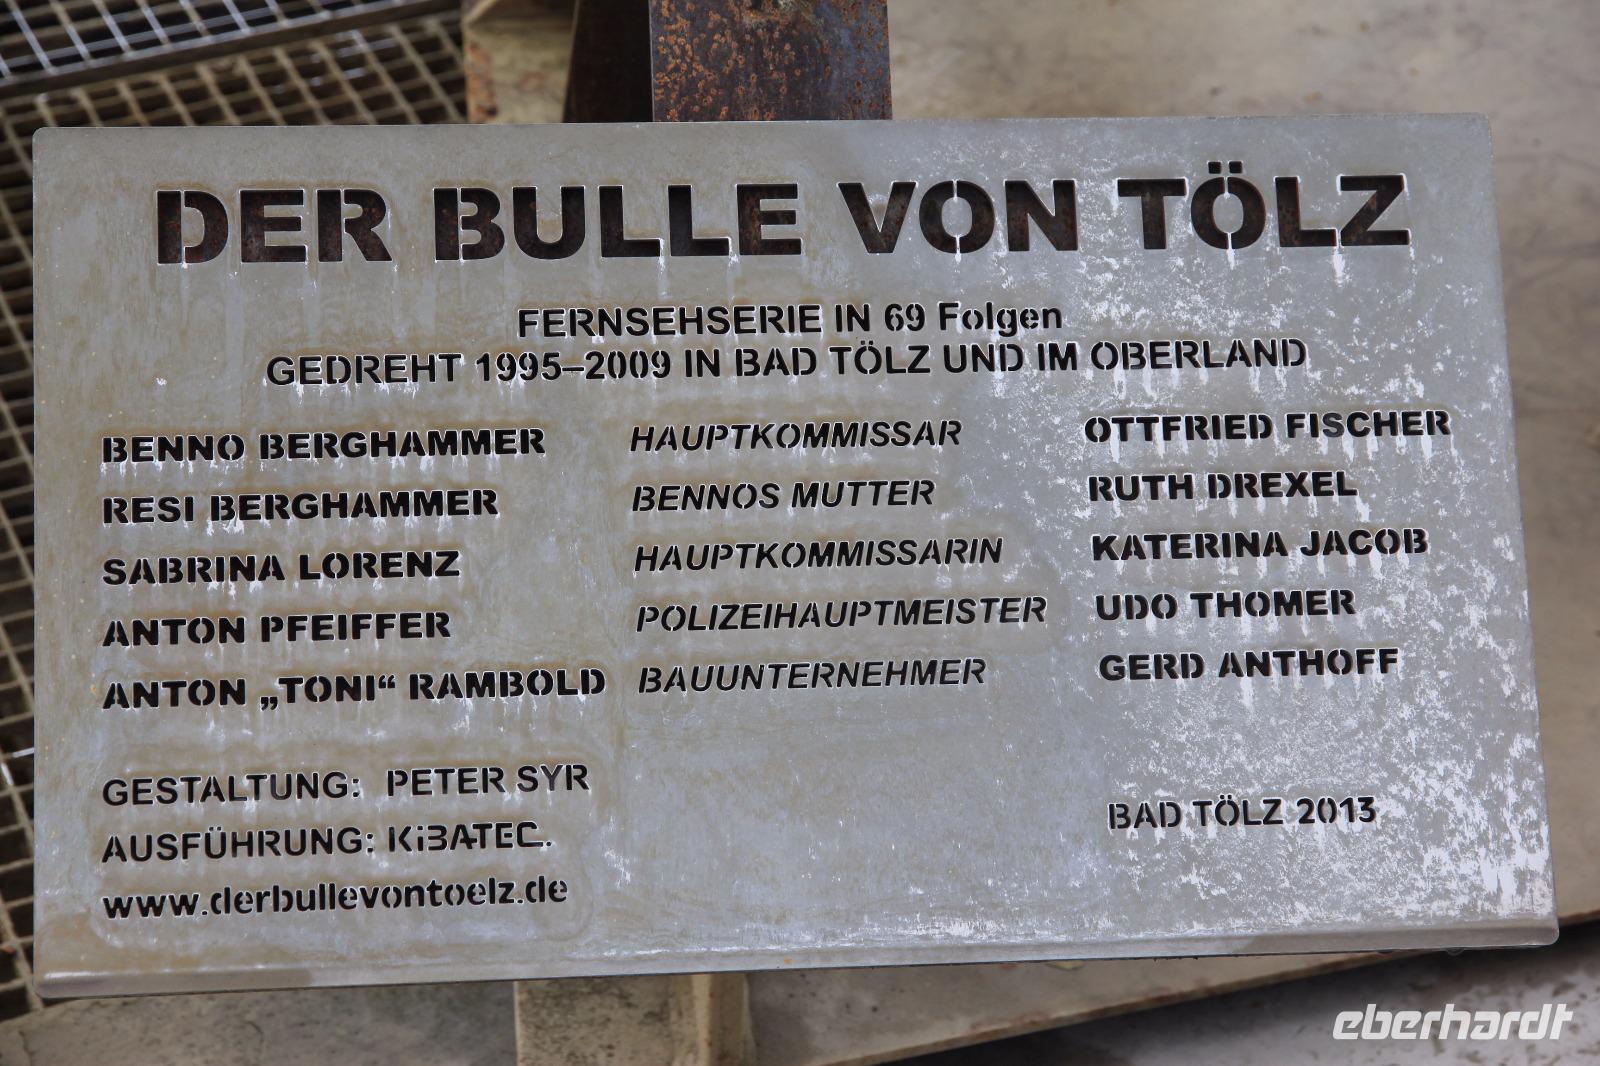 DER BULLE VON TÖLZ
FERNSEHSERIE IN 69 Folgen
GEDREHT 1995–2009 IN BAD TÖLZ UND IM OBERLAND
BENNO BERGHAMMER HAUPTKOMMISSAR OTTFRIED FISCHER
RESI BERGHAMMER BENNOS MUTTER RUTH DREXEL
SABRINA LORENZ HAUPTKOMMISSARIN KATERINA JACOB
ANTON PFEIFFER POLIZEIHAUPTMEISTER UDO THOMER
ANTON „TONI“ RAMBOLD BAUUNTERNEHMER GERD ANTHOFF
GESTALTUNG: PETER SYR
AUSFÜHRUNG: KiBATEC. BAD TÖLZ 2013
www.derbullevontoelz.de
eberhardt